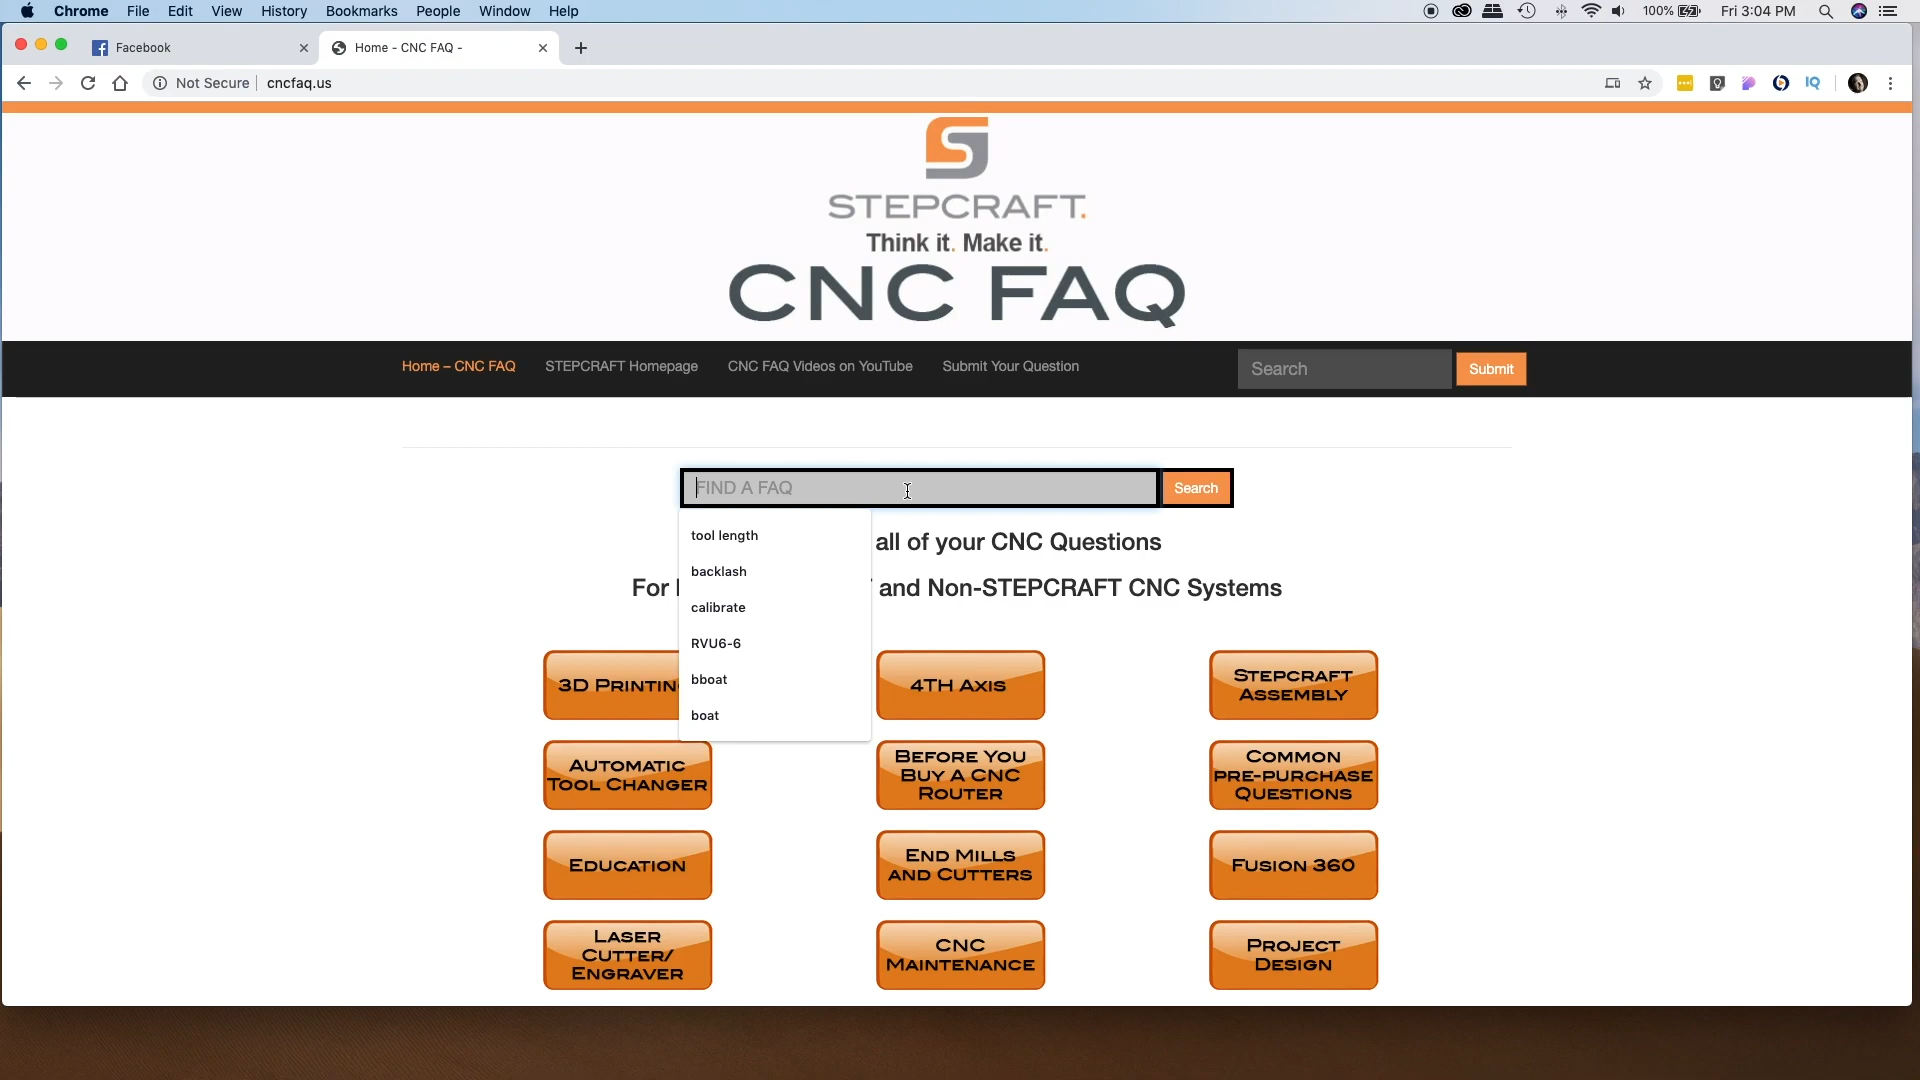 Chrome File Edit View History Bookmarks People Window Help 100% Fri 3:04 PM
Facebook Home - CNC FAQ -
Not Secure cncfaq.us IQ
STEPCRAFT.
Think it. Make it.
CNC FAQ
Home – CNC FAQ STEPCRAFT Homepage CNC FAQ Videos on YouTube Submit Your Question Search Submit
FIND A FAQ Search
tool length
all of your CNC Questions
backlash
For and Non-STEPCRAFT CNC Systems
calibrate
RVU6-6
bboat
boat
3D PRINTIN 4TH AXIS STEPCRAFT
ASSEMBLY
AUTOMATIC
TOOL CHANGER
BEFORE YOU
BUY A CNC
ROUTER
COMMON
PRE-PURCHASE
QUESTIONS
EDUCATION
END MILLS
AND CUTTERS
FUSION 360
LASER
CUTTER/
ENGRAVER
CNC
MAINTENANCE
PROJECT
DESIGN